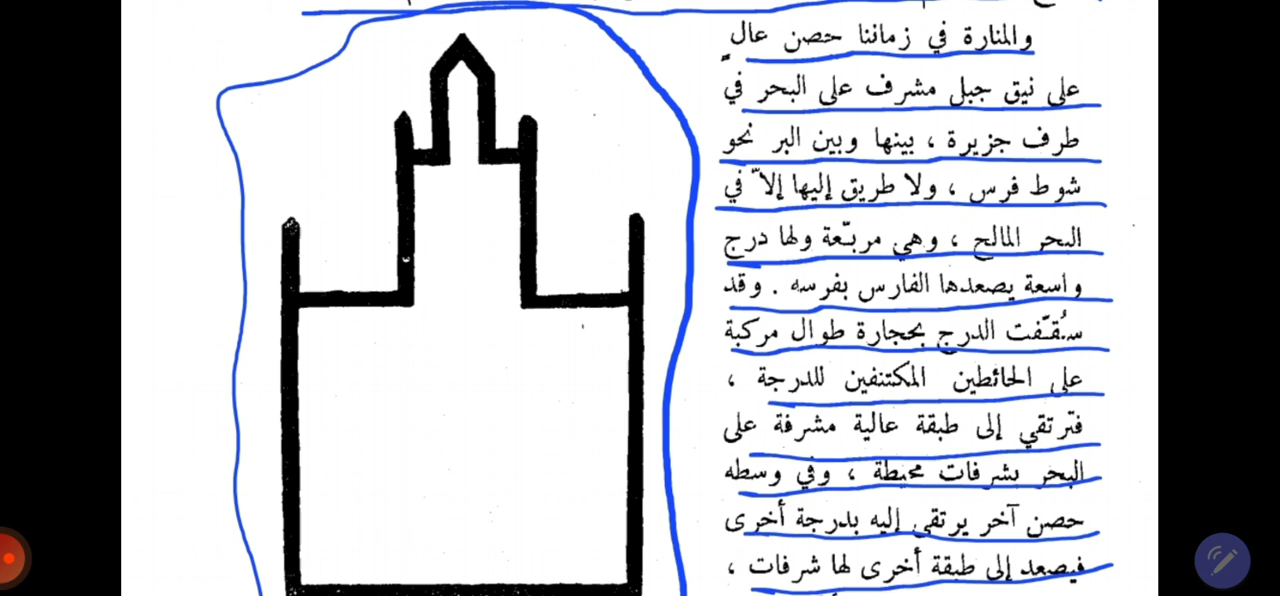 والمنارة في زماننا حصن عالٍ
على نيق جبل مشرف على البحر في
طرف جزيرة ، بينها وبين البر نحو
شوط فرس ، ولا طريق إليها إلاّ في
البحر المالح ، وهي مربّعة ولها درج
واسعة يصعدها الفارس بفرسه . وقد
سُقّفت الدرج بحجارة طوال مركبة
على الحائطين المكتنفين للدرجة ،
فترتقي إلى طبقة عالية مشرفة على
البحر بشرفات محيطة ، وفي وسطه
حصن آخر يرتقى إليه بدرجة أخرى
فيصعد إلى طبقة أخرى لها شرفات ،